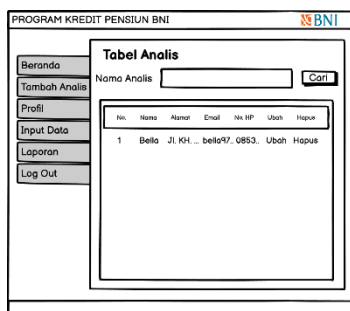 PROGRAM KREDIT PENSIUN BNI
BNI
Beranda
Tambah Analis
Profil
Input Data
Laporan
Log Out
Tabel Analis
Nama Analis
Cari
No. Nama Alamat Email No. HP Ubah Hapus
1 Bella Jl. KH. ... bella97.. 0853.. Ubah Hapus